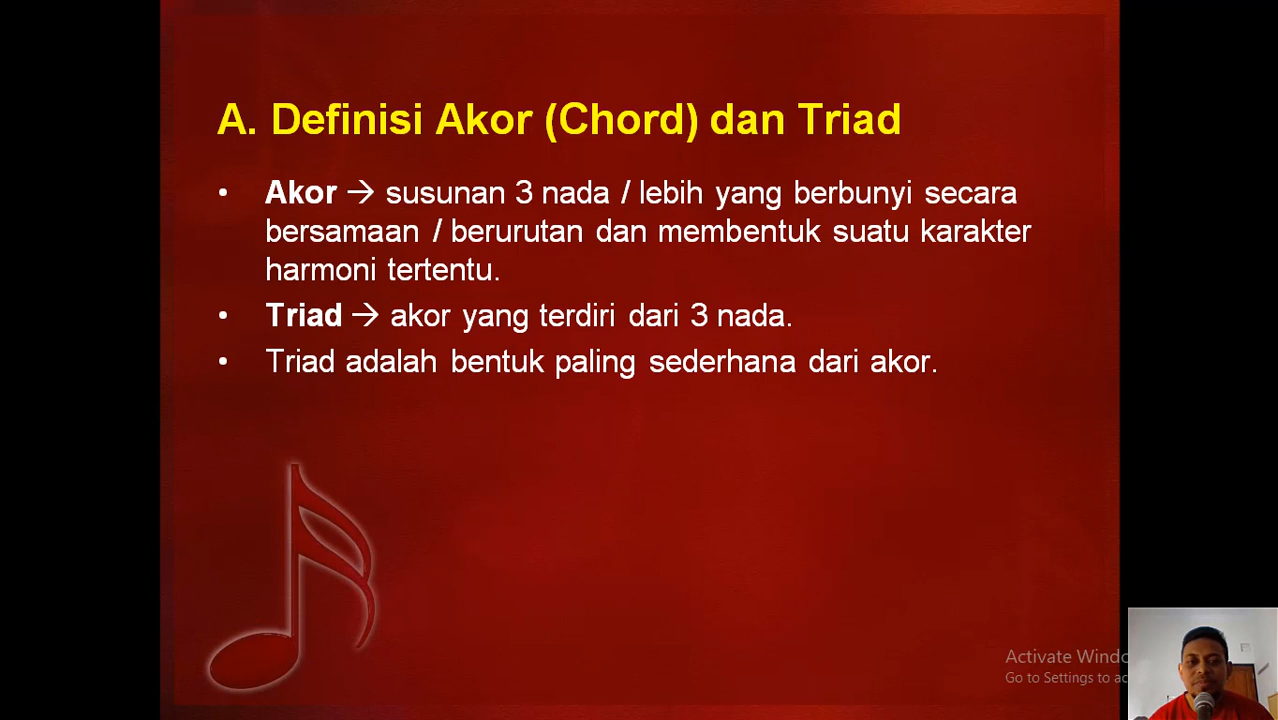 A. Definisi Akor (Chord) dan Triad
• Akor → susunan 3 nada / lebih yang berbunyi secara
bersamaan / berurutan dan membentuk suatu karakter
harmoni tertentu.
• Triad → akor yang terdiri dari 3 nada.
• Triad adalah bentuk paling sederhana dari akor.
Activate
Go to Settings to